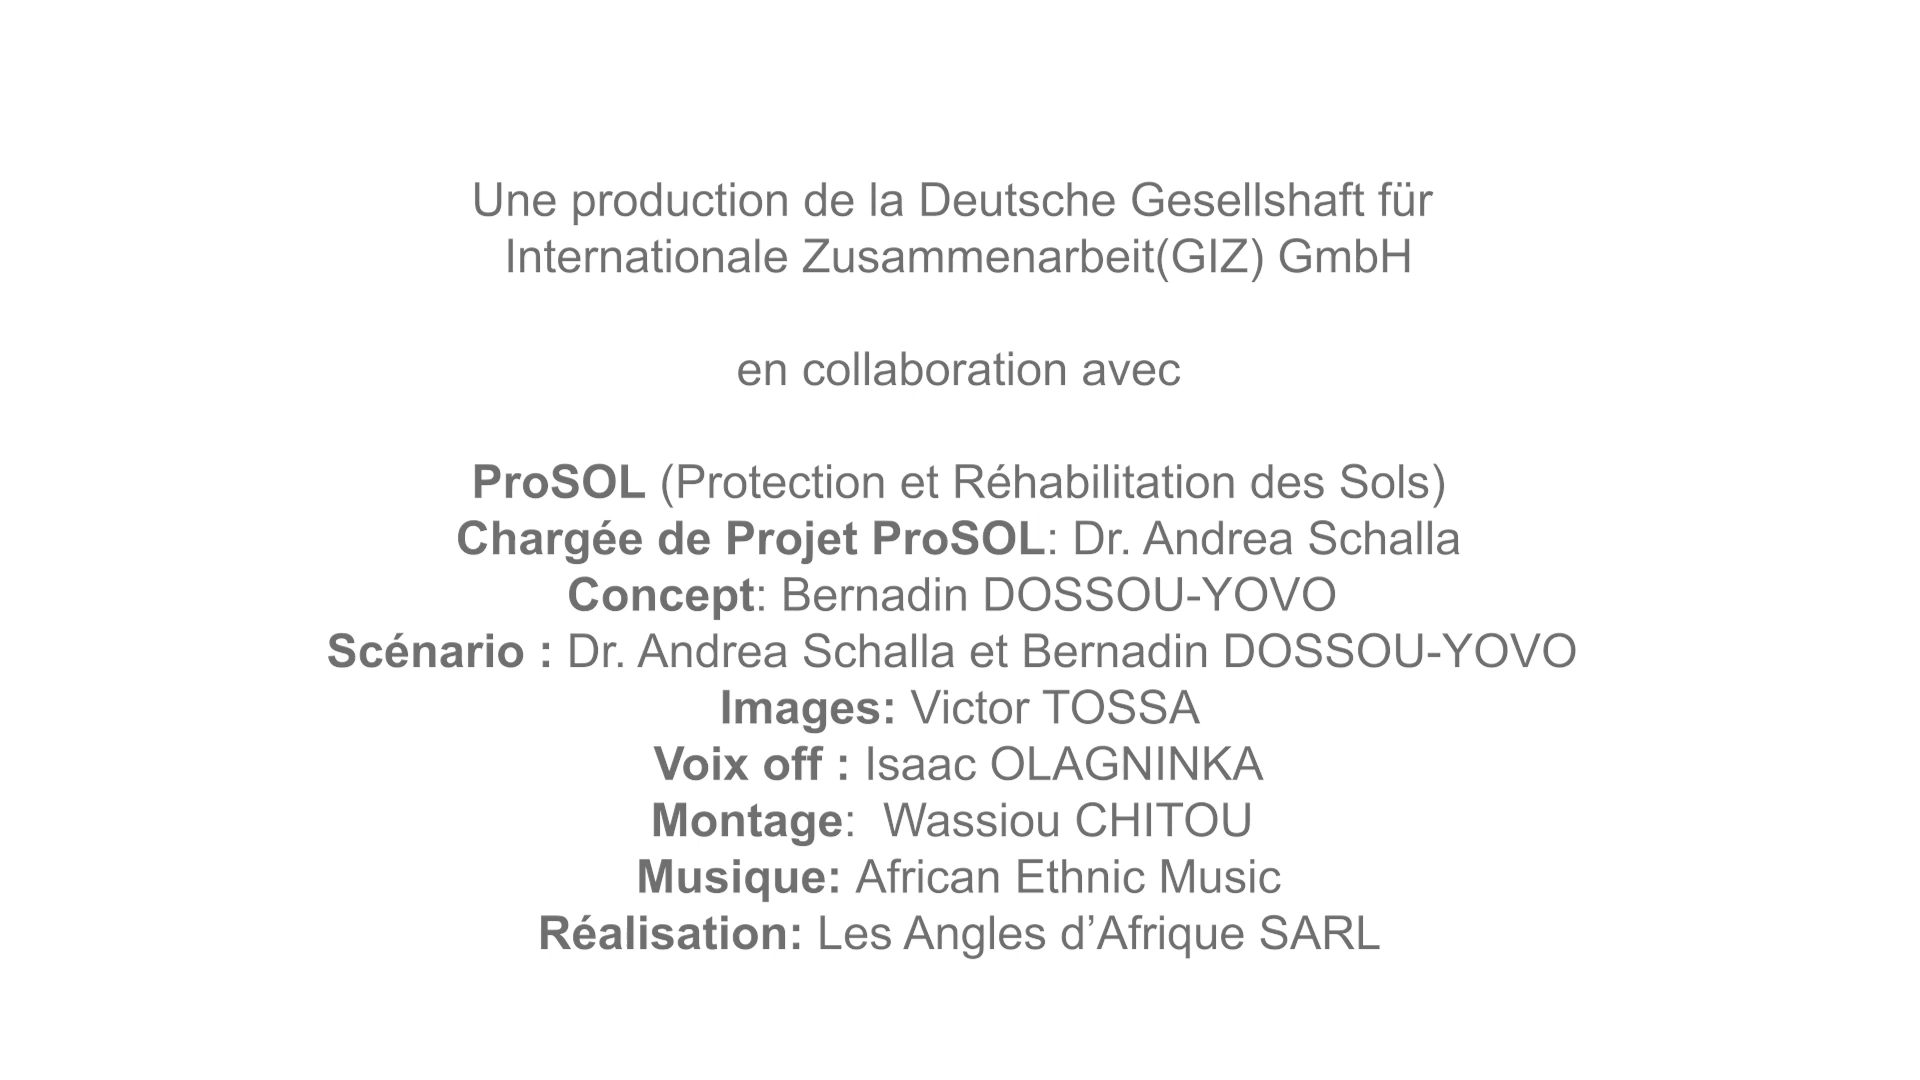 Une production de la Deutsche Gesellshaft für
Internationale Zusammenarbeit(GIZ) GmbH
en collaboration avec
ProSOL (Protection et Réhabilitation des Sols)
Chargée de Projet ProSOL: Dr. Andrea Schalla
Concept: Bernadin DOSSOU-YOVO
Scénario : Dr. Andrea Schalla et Bernadin DOSSOU-YOVO
Images: Victor TOSSA
Voix off : Isaac OLAGNINKA
Montage:  Wassiou CHITOU
Musique: African Ethnic Music
Réalisation: Les Angles d’Afrique SARL